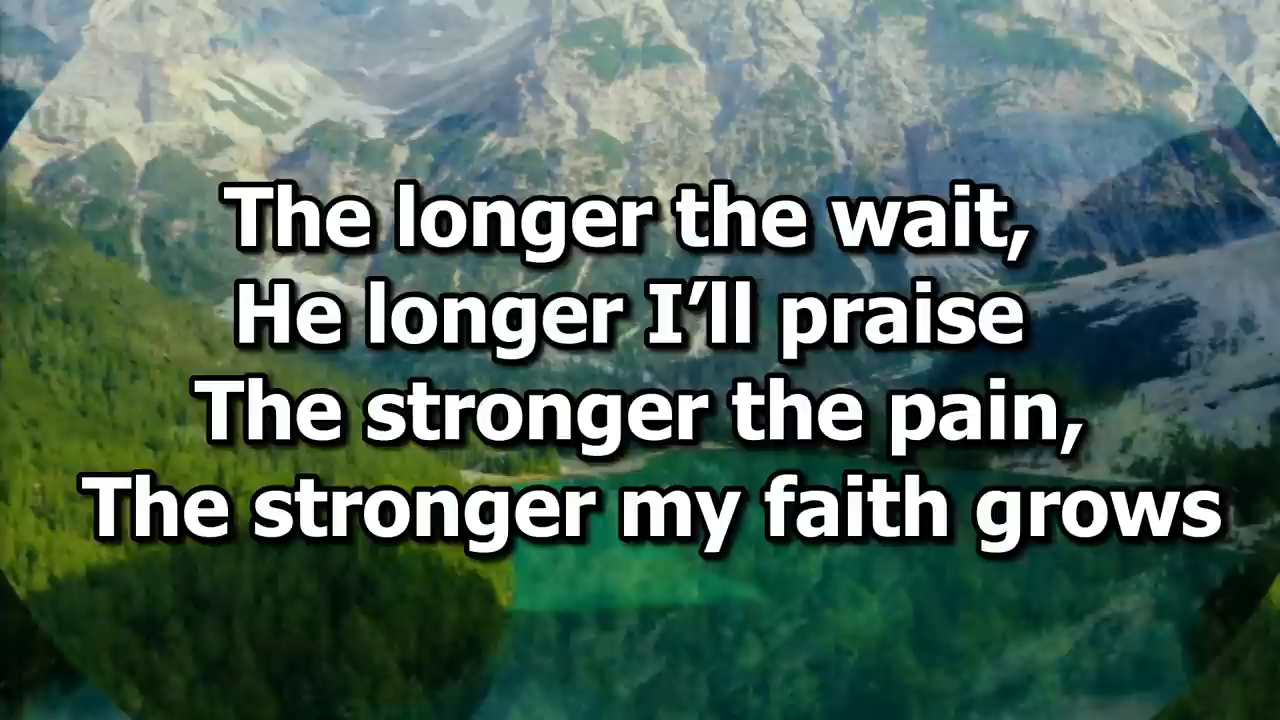 The longer the wait,
He longer I’ll praise
The stronger the pain,
The stronger my faith grows